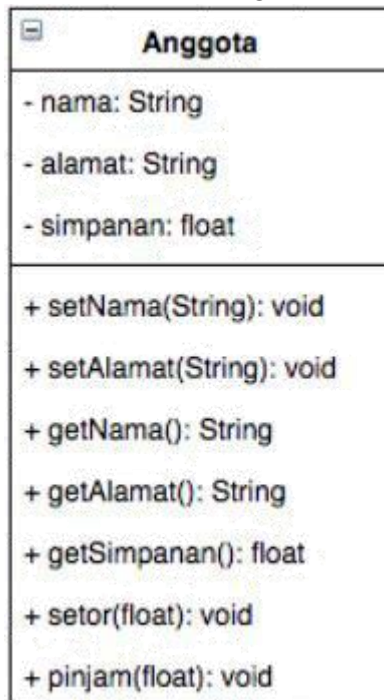 Anggota
- nama: String
- alamat: String
- simpanan: float
+ setNama(String): void
+ setAlamat(String): void
+ getNama(): String
+ getAlamat(): String
+ getSimpanan(): float
+ setor(float): void
+ pinjam(float): void